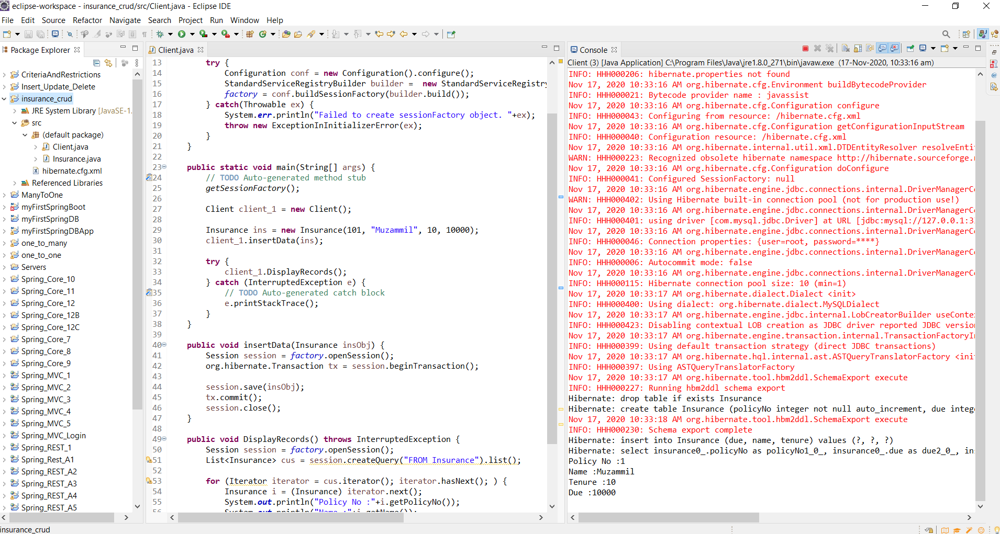 eclipse-workspace - insurance_crud/src/Client.java - Eclipse IDE
File Edit Source Refactor Navigate Search Project Run Window Help
Package Explorer
CriteriaAndRestrictions
Insert_Update_Delete
insurance_crud
JRE System Library [JavaSE-1.
src
(default package)
Client.java
Insurance.java
hibernate.cfg.xml
Referenced Libraries
ManyToOne
myFirstSpringBoot
myFirstSpringDB
myFirstSpringDBApp
one_to_many
one_to_one
Servers
Spring_Core_10
Spring_Core_11
Spring_Core_12
Spring_Core_12B
Spring_Core_12C
Spring_Core_7
Spring_Core_8
Spring_Core_9
Spring_MVC_1
Spring_MVC_2
Spring_MVC_3
Spring_MVC_4
Spring_MVC_5
Spring_MVC_Login
Spring_REST_1
Spring_Rest_A1
Spring_REST_A2
Spring_REST_A3
Spring_REST_A4
Spring_REST_A5
Client.java
13 try {
14 Configuration conf = new Configuration().configure();
15 StandardServiceRegistryBuilder builder = new StandardServiceRegistry
16 factory = conf.buildSessionFactory(builder.build());
17 } catch(Throwable ex) {
18 System.err.println("Failed to create sessionFactory object. "+ex);
19 throw new ExceptionInInitializerError(ex);
20 }
21 }
22
23 public static void main(String[] args) {
24 // TODO Auto-generated method stub
25 getSessionFactory();
26
27 Client client_1 = new Client();
28
29 Insurance ins = new Insurance(101, "Muzammil", 10, 10000);
30 client_1.insertData(ins);
31
32 try {
33 client_1.DisplayRecords();
34 } catch (InterruptedException e) {
35 // TODO Auto-generated catch block
36 e.printStackTrace();
37 }
38 }
39
40 public void insertData(Insurance insObj) {
41 Session session = factory.openSession();
42 org.hibernate.Transaction tx = session.beginTransaction();
43
44 session.save(insObj);
45 tx.commit();
46 session.close();
47 }
48
49 public void DisplayRecords() throws InterruptedException {
50 Session session = factory.openSession();
51 List<Insurance> cus = session.createQuery("FROM Insurance").list();
52
53 for (Iterator iterator = cus.iterator(); iterator.hasNext(); ) {
54 Insurance i = (Insurance) iterator.next();
55 System.out.println("Policy No :"+i.getPolicyNo());
56 System.out.println("Name :"+i.getName());
Console
Client (3) [Java Application] C:\Program Files\Java\jre1.8.0_271\bin\javaw.exe (17-Nov-2020, 10:33:16 am)
INFO: HHH000206: hibernate.properties not found
Nov 17, 2020 10:33:16 AM org.hibernate.cfg.Environment buildBytecodeProvider
INFO: HHH000021: Bytecode provider name : javassist
Nov 17, 2020 10:33:16 AM org.hibernate.cfg.Configuration configure
INFO: HHH000043: Configuring from resource: /hibernate.cfg.xml
Nov 17, 2020 10:33:16 AM org.hibernate.cfg.Configuration getConfigurationInputStream
INFO: HHH000040: Configuration resource: /hibernate.cfg.xml
Nov 17, 2020 10:33:16 AM org.hibernate.internal.util.xml.DTDEntityResolver resolveEnti
WARN: HHH000223: Recognized obsolete hibernate namespace http://hibernate.sourceforge.
Nov 17, 2020 10:33:16 AM org.hibernate.cfg.Configuration doConfigure
INFO: HHH000041: Configured SessionFactory: null
Nov 17, 2020 10:33:16 AM org.hibernate.engine.jdbc.connections.internal.DriverManagerC
WARN: HHH000402: Using Hibernate built-in connection pool (not for production use!)
Nov 17, 2020 10:33:16 AM org.hibernate.engine.jdbc.connections.internal.DriverManagerC
INFO: HHH000401: using driver [com.mysql.jdbc.Driver] at URL [jdbc:mysql://127.0.0.1:3
Nov 17, 2020 10:33:16 AM org.hibernate.engine.jdbc.connections.internal.DriverManagerC
INFO: HHH000046: Connection properties: {user=root, password=****}
Nov 17, 2020 10:33:16 AM org.hibernate.engine.jdbc.connections.internal.DriverManagerC
INFO: HHH000006: Autocommit mode: false
Nov 17, 2020 10:33:16 AM org.hibernate.engine.jdbc.connections.internal.DriverManagerC
INFO: HHH000115: Hibernate connection pool size: 10 (min=1)
Nov 17, 2020 10:33:17 AM org.hibernate.dialect.Dialect <init>
INFO: HHH000400: Using dialect: org.hibernate.dialect.MySQLDialect
Nov 17, 2020 10:33:17 AM org.hibernate.engine.jdbc.internal.LobCreatorBuilder useConte
INFO: HHH000423: Disabling contextual LOB creation as JDBC driver reported JDBC versio
Nov 17, 2020 10:33:17 AM org.hibernate.engine.transaction.internal.TransactionFactoryI
INFO: HHH000399: Using default transaction strategy (direct JDBC transactions)
Nov 17, 2020 10:33:17 AM org.hibernate.hql.internal.ast.ASTQueryTranslatorFactory <ini
INFO: HHH000397: Using ASTQueryTranslatorFactory
Nov 17, 2020 10:33:17 AM org.hibernate.tool.hbm2ddl.SchemaExport execute
INFO: HHH000227: Running hbm2ddl schema export
Hibernate: drop table if exists Insurance
Hibernate: create table Insurance (policyNo integer not null auto_increment, due intege
Nov 17, 2020 10:33:18 AM org.hibernate.tool.hbm2ddl.SchemaExport execute
INFO: HHH000230: Schema export complete
Hibernate: insert into Insurance (due, name, tenure) values (?, ?, ?)
Hibernate: select insurance0_.policyNo as policyNo1_0_, insurance0_.due as due2_0_, in
Policy No :1
Name :Muzammil
Tenure :10
Due :10000
insurance_crud